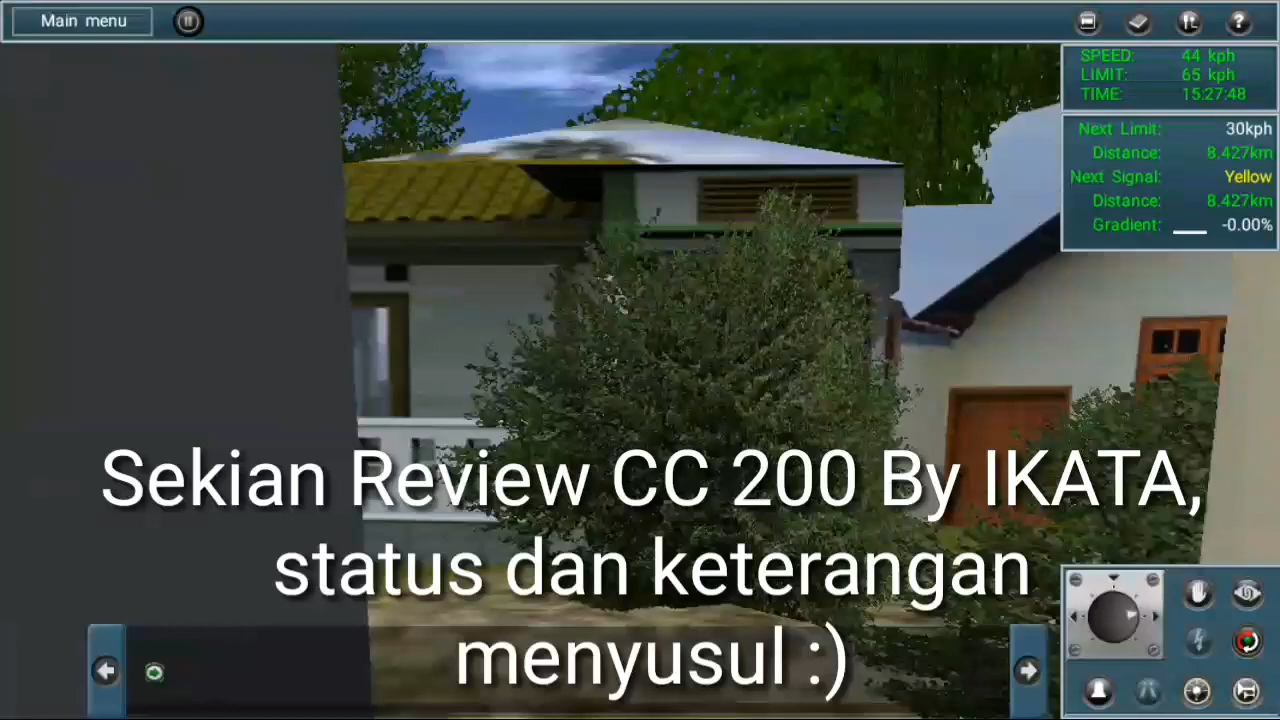 Main menu
SPEED: 44 kph
LIMIT: 65 kph
TIME: 15:27:48
Next Limit: 30kph
Distance: 8.427km
Next Signal: Yellow
Distance: 8.427km
Gradient: -0.00%
Sekian Review CC 200 By IKATA,
status dan keterangan
menyusul :)